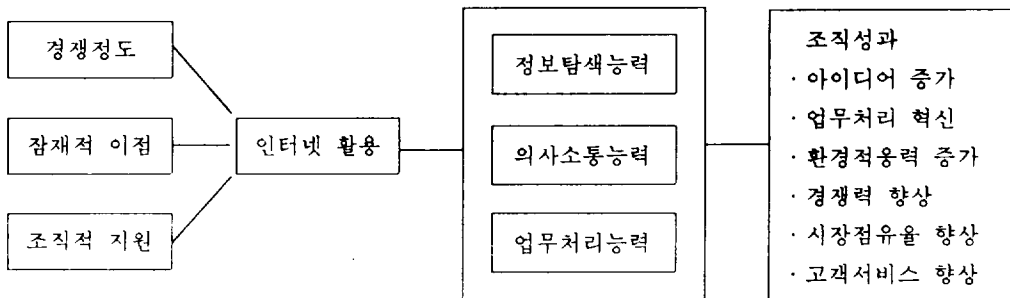 경쟁정도
잠재적 이점
조직적 지원
인터넷 활용
정보탐색능력
의사소통능력
업무처리능력
조직성과
· 아이디어 증가
· 업무처리 혁신
· 환경적응력 증가
· 경쟁력 향상
· 시장점유율 향상
· 고객서비스 향상